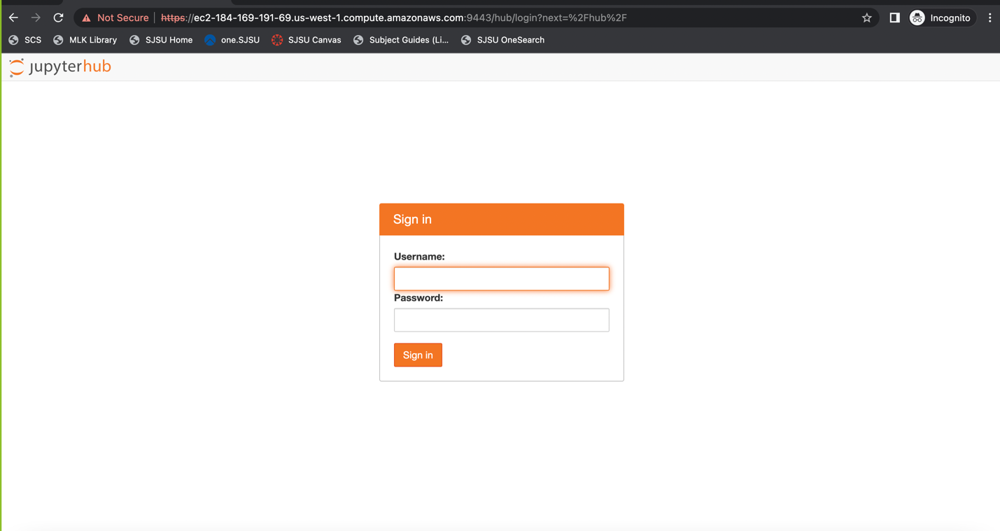 Not Secure https://ec2-184-169-191-69.us-west-1.compute.amazonaws.com:9443/hub/login?next=%2Fhub%2F Incognito
SCS MLK Library SJSU Home one.SJSU SJSU Canvas Subject Guides (Li... SJSU OneSearch
jupyterhub
Sign in
Username:
Password:
Sign in